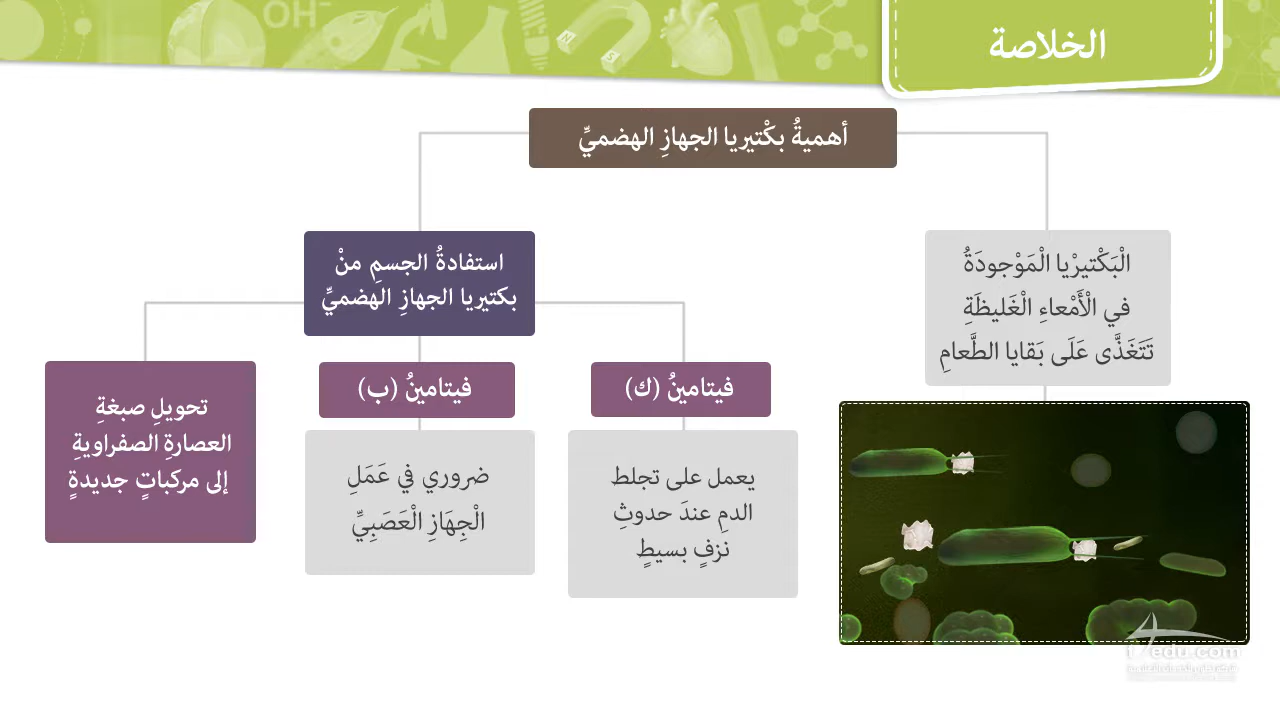 الخلاصة
OH-
N
S
أهميةُ بكْتيريا الجهازِ الهضميِّ
الْبَكْتيرْيا الْمَوْجودَةُ
في الْأَمْعاءِ الْغَليظَةِ
تَتَغَذَّى عَلَى بَقايا الطَّعامِ
استفادةُ الجسمِ منْ
بكتيريا الجهازِ الهضميِّ
فيتامينُ (ك)
يعمل على تجلط
الدمِ عندَ حدوثِ
نزفٍ بسيطٍ
فيتامينُ (ب)
ضروري في عَمَلِ
الْجِهَازِ الْعَصَبِيِّ
تحويلِ صبغةِ
العصارةِ الصفراويةِ
إلى مركباتٍ جديدةٍ